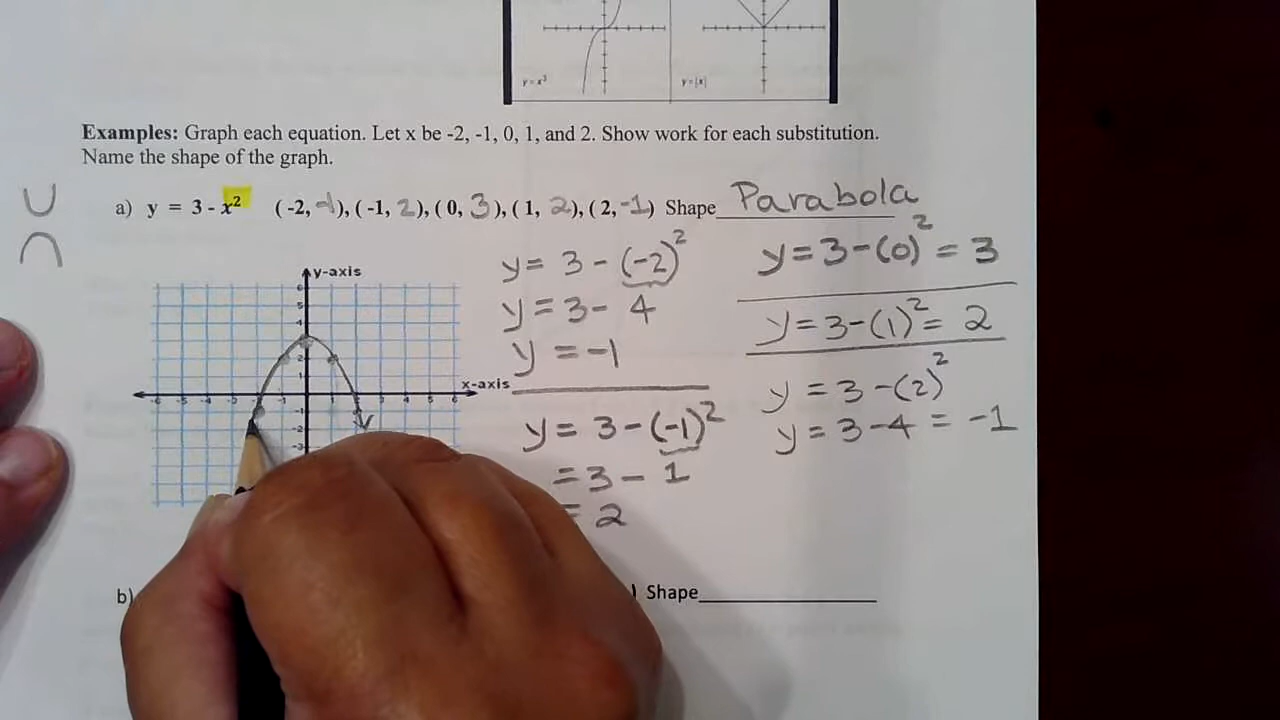 y=x³ y=|x|
Examples: Graph each equation. Let x be -2, -1, 0, 1, and 2. Show work for each substitution.
Name the shape of the graph.
a) y = 3 - x² (-2, -1), (-1, 2), (0, 3), (1, 2), (2, -1) Shape Parabola
y-axis
x-axis
y = 3 - (-2)²
y = 3 - 4
y = -1
y = 3 - (-1)²
= 3 - 1
= 2
y = 3 - (0)² = 3
y = 3 - (1)² = 2
y = 3 - (2)²
y = 3 - 4 = -1
b) ) Shape